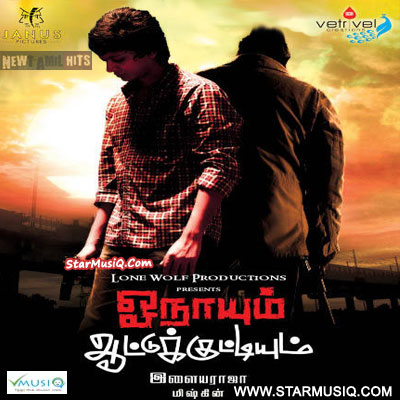 JANUS
PICTURES
vetrivel
creations
NEW TAMIL HITS
StarMusiQ.Com
LONE WOLF PRODUCTIONS
PRESENTS
ஓநாயும்
ஆட்டுக்குட்டியும்
இளையராஜா
மிஷ்கின்
VMUSIQ
WWW.STARMUSIQ.COM